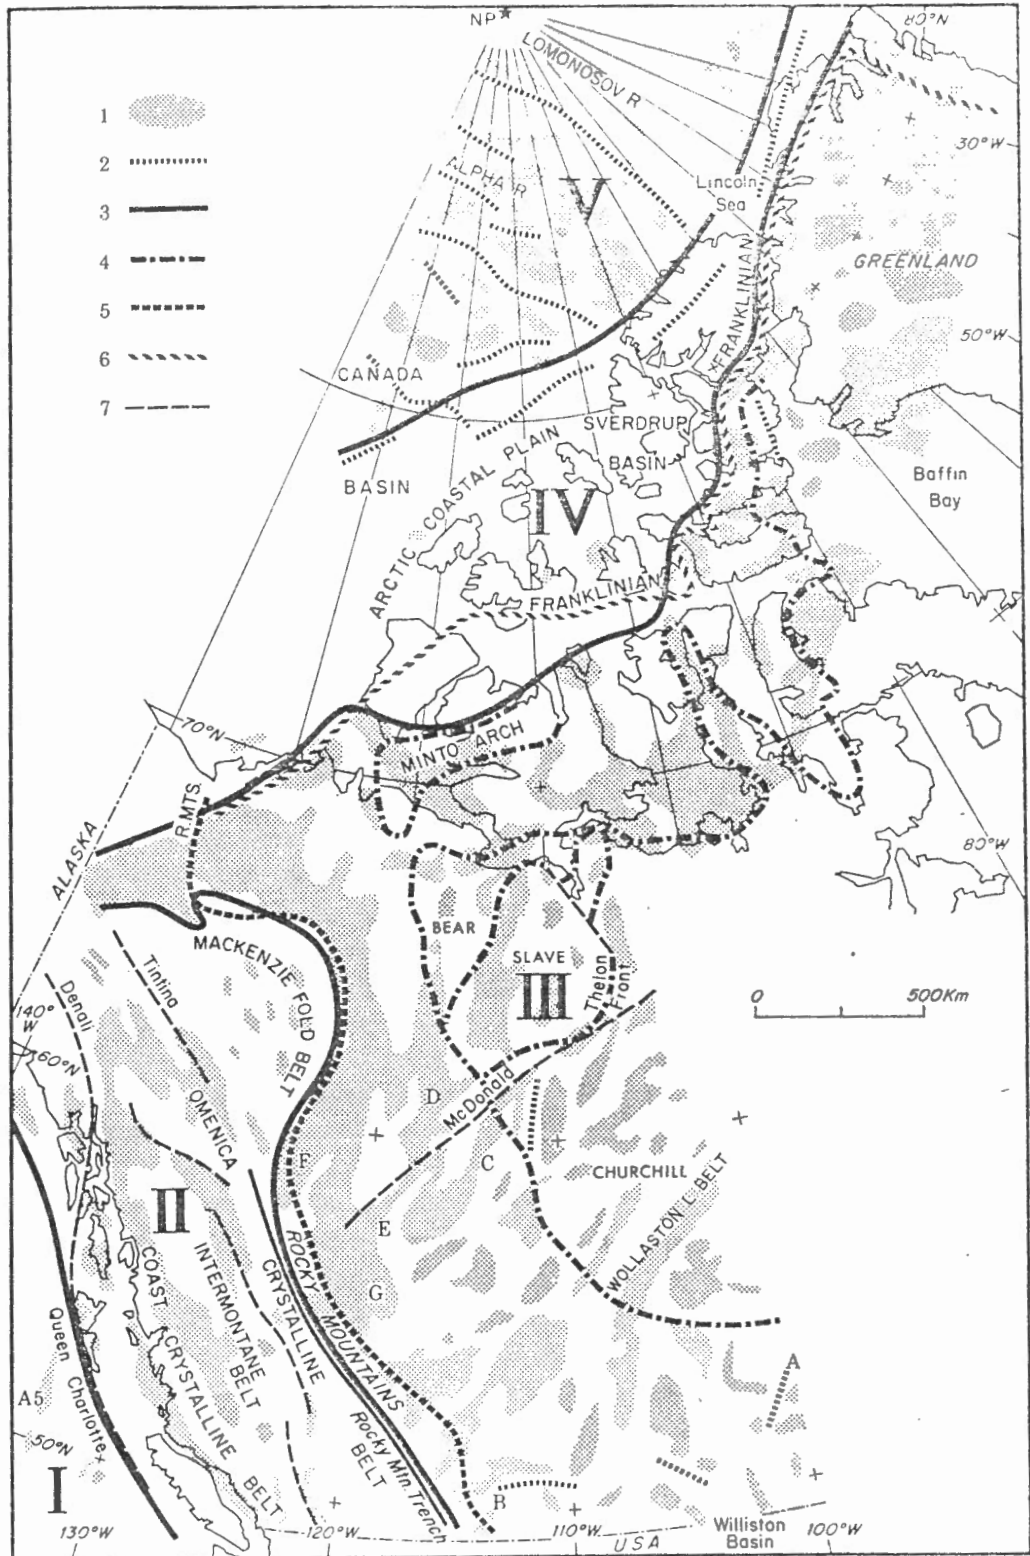 NP
80°N
LOMONOSOV R
1
2
3
4
5
6
7
30°W
ALPHA R
V
Lincoln
Sea
GREENLAND
FRANKLINIAN
50°W
CANADA
BASIN
SVERDRUP
BASIN
ARCTIC COASTAL PLAIN
IV
Baffin
Bay
FRANKLINIAN
70°N
MINTO ARCH
R.MTS.
ALASKA
80°W
BEAR
SLAVE
III
Thelon
Front
MACKENZIE FOLD BELT
Tintina
Denali
0 500Km
140°
W
60°N
OMENICA
CRYSTALLINE
BELT
D
McDonald
C
CHURCHILL
WOLLASTON L. BELT
F
E
G
II
ROCKY MOUNTAINS
INTERMONTANE
BELT
COAST
CRYSTALLINE
BELT
Queen Charlotte
A
A5
50°N
I
Rocky Mtn. Trench
B
130°W
120°W
110°W
USA
Williston
Basin
100°W